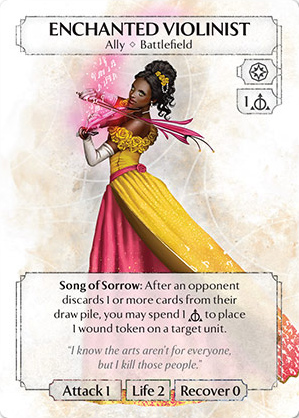 ENCHANTED VIOLINIST
Ally ◇ Battlefield
1
Song of Sorrow: After an opponent
discards 1 or more cards from their
draw pile, you may spend 1 to place
1 wound token on a target unit.
"I know the arts aren't for everyone,
but I kill those people."
Attack 1 Life 2 Recover 0